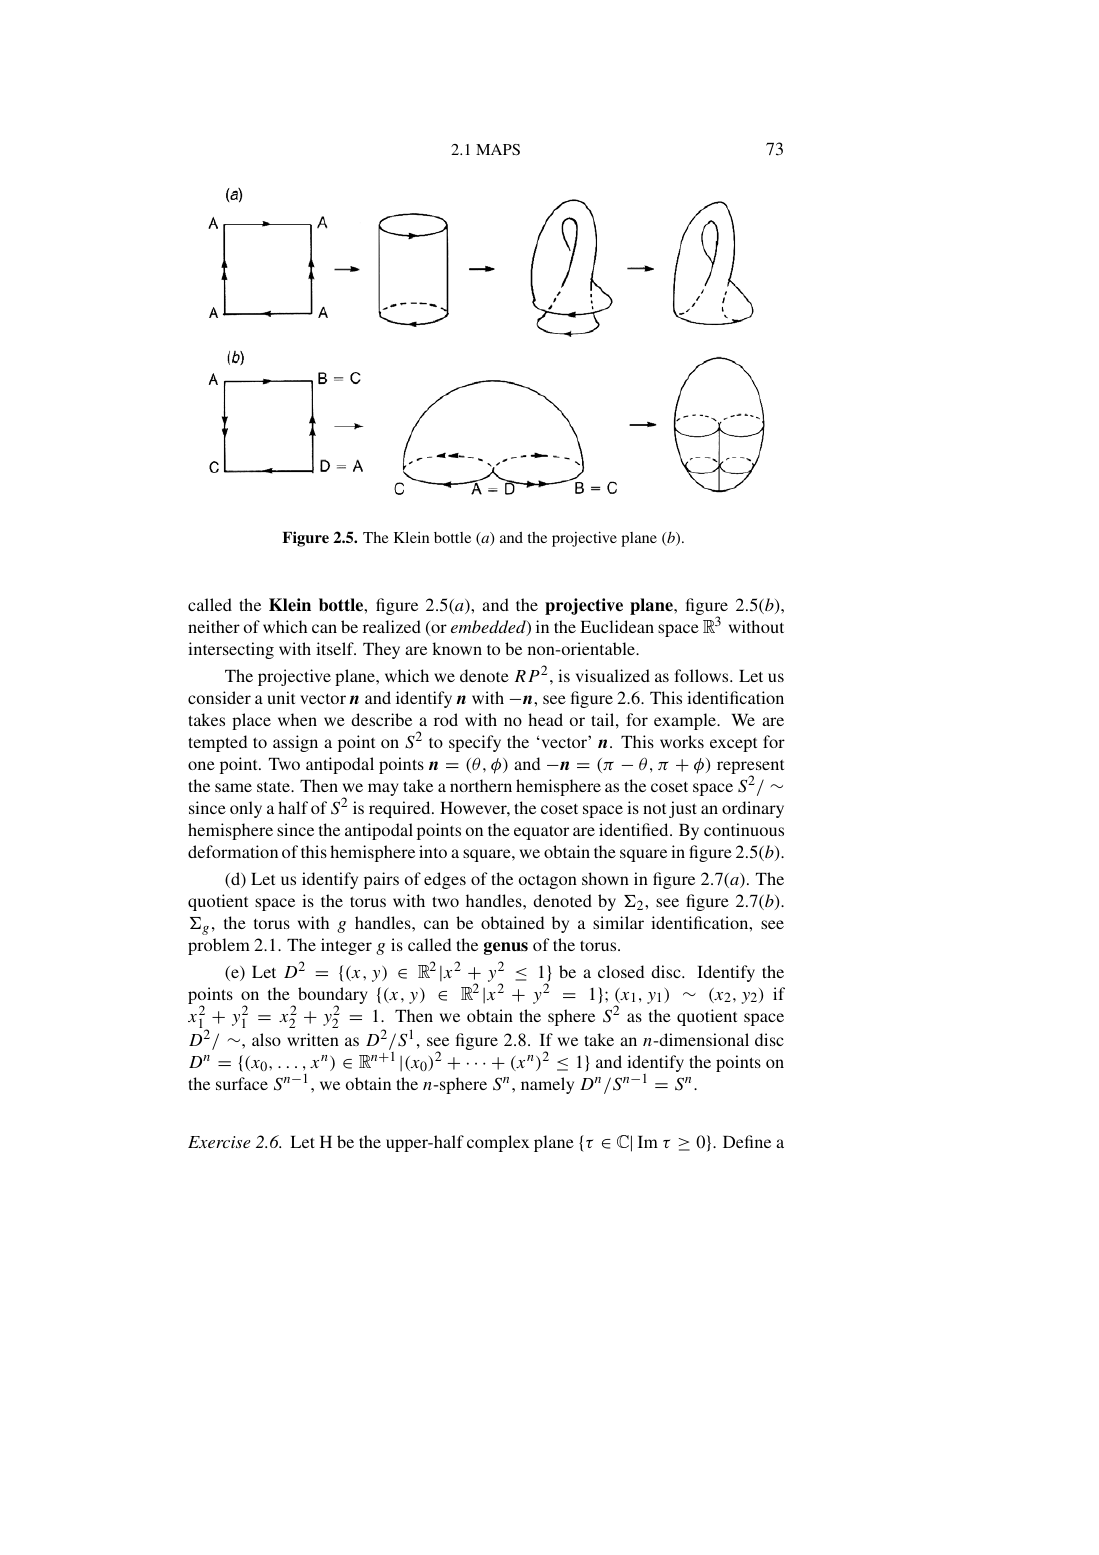 2.1 MAPS 73
(a)
A A
A A
(b)
A B = C
C D = A
C A = D B = C
Figure 2.5. The Klein bottle (a) and the projective plane (b).
called the Klein bottle, figure 2.5(a), and the projective plane, figure 2.5(b),
neither of which can be realized (or embedded) in the Euclidean space ℝ³ without
intersecting with itself. They are known to be non-orientable.
The projective plane, which we denote RP², is visualized as follows. Let us
consider a unit vector n and identify n with −n, see figure 2.6. This identification
takes place when we describe a rod with no head or tail, for example. We are
tempted to assign a point on S² to specify the ‘vector’ n. This works except for
one point. Two antipodal points n = (θ, ϕ) and −n = (π − θ, π + ϕ) represent
the same state. Then we may take a northern hemisphere as the coset space S²/ ∼
since only a half of S² is required. However, the coset space is not just an ordinary
hemisphere since the antipodal points on the equator are identified. By continuous
deformation of this hemisphere into a square, we obtain the square in figure 2.5(b).
(d) Let us identify pairs of edges of the octagon shown in figure 2.7(a). The
quotient space is the torus with two handles, denoted by Σ₂, see figure 2.7(b).
Σg, the torus with g handles, can be obtained by a similar identification, see
problem 2.1. The integer g is called the genus of the torus.
(e) Let D² = {(x, y) ∈ ℝ²|x² + y² ≤ 1} be a closed disc. Identify the
points on the boundary {(x, y) ∈ ℝ²|x² + y² = 1}; (x₁, y₁) ∼ (x₂, y₂) if
x₁² + y₁² = x₂² + y₂² = 1. Then we obtain the sphere S² as the quotient space
D²/ ∼, also written as D²/S¹, see figure 2.8. If we take an n-dimensional disc
Dⁿ = {(x₀, . . . , xⁿ) ∈ ℝⁿ⁺¹|(x₀)² + · · · + (xⁿ)² ≤ 1} and identify the points on
the surface Sⁿ⁻¹, we obtain the n-sphere Sⁿ, namely Dⁿ/Sⁿ⁻¹ = Sⁿ.
Exercise 2.6. Let H be the upper-half complex plane {τ ∈ ℂ| Im τ ≥ 0}. Define a